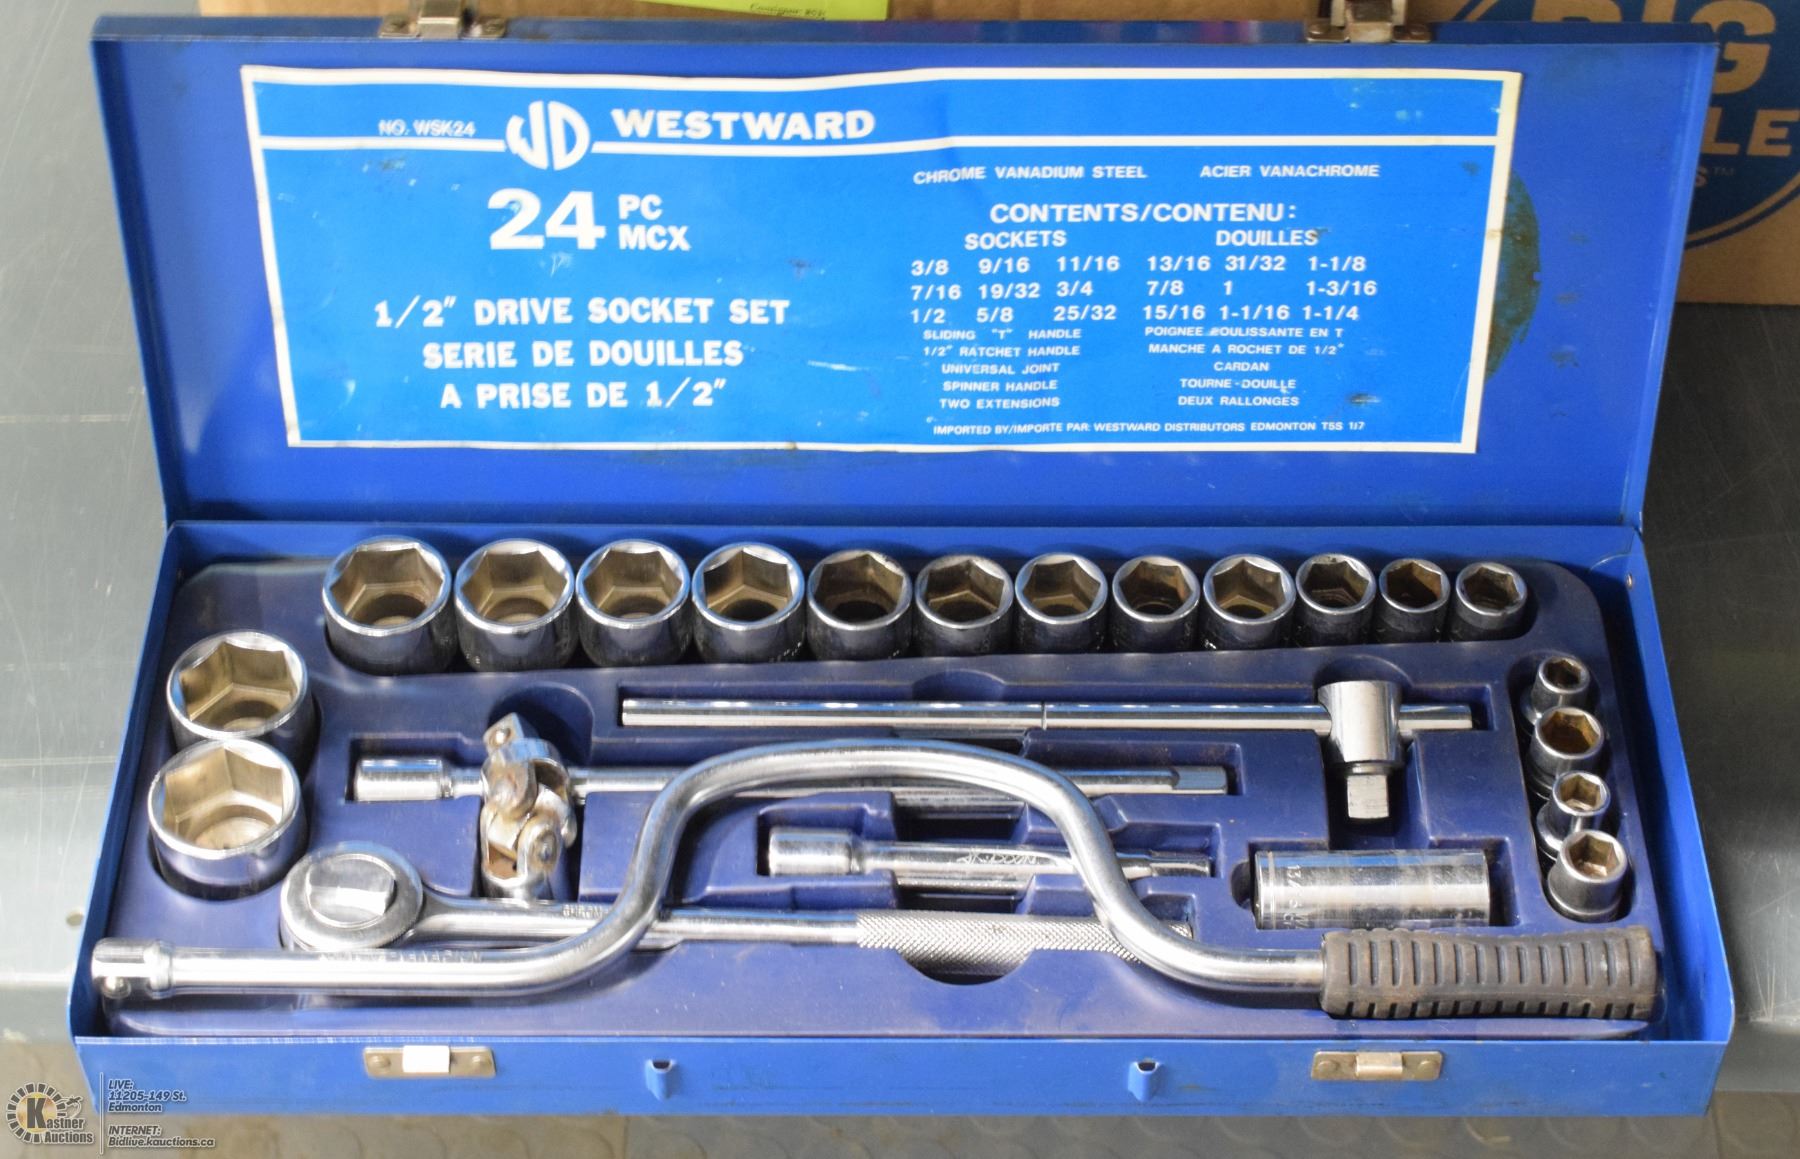 NO. WSK24
WESTWARD
24 PC
MCX
1/2" DRIVE SOCKET SET
SERIE DE DOUILLES
A PRISE DE 1/2"
CHROME VANADIUM STEEL ACIER VANACHROME
CONTENTS/CONTENU:
SOCKETS DOUILLES
3/8 9/16 11/16 13/16 31/32 1-1/8
7/16 19/32 3/4 7/8 1 1-3/16
1/2 5/8 25/32 15/16 1-1/16 1-1/4
SLIDING "T" HANDLE POIGNEE COULISSANTE EN T
1/2" RATCHET HANDLE MANCHE A ROCHET DE 1/2"
UNIVERSAL JOINT CARDAN
SPINNER HANDLE TOURNE-DOUILLE
TWO EXTENSIONS DEUX RALLONGES
IMPORTED BY/IMPORTE PAR: WESTWARD DISTRIBUTORS EDMONTON T5S 1J7
Kastner
Auctions
LIVE:
11205-149 St.
Edmonton
INTERNET:
Bidlive.kauctions.ca